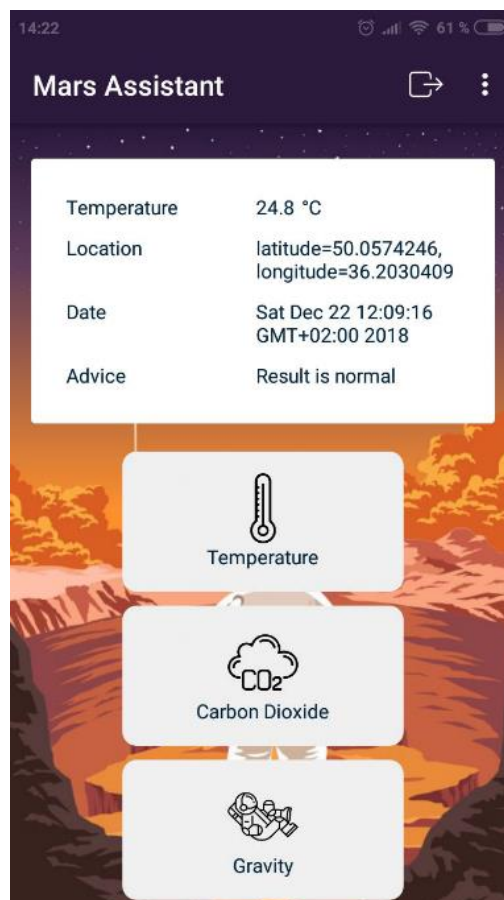 14:22 61 %
Mars Assistant
Temperature 24.8 °C
Location latitude=50.0574246,
longitude=36.2030409
Date Sat Dec 22 12:09:16
GMT+02:00 2018
Advice Result is normal
Temperature
CO2
Carbon Dioxide
Gravity